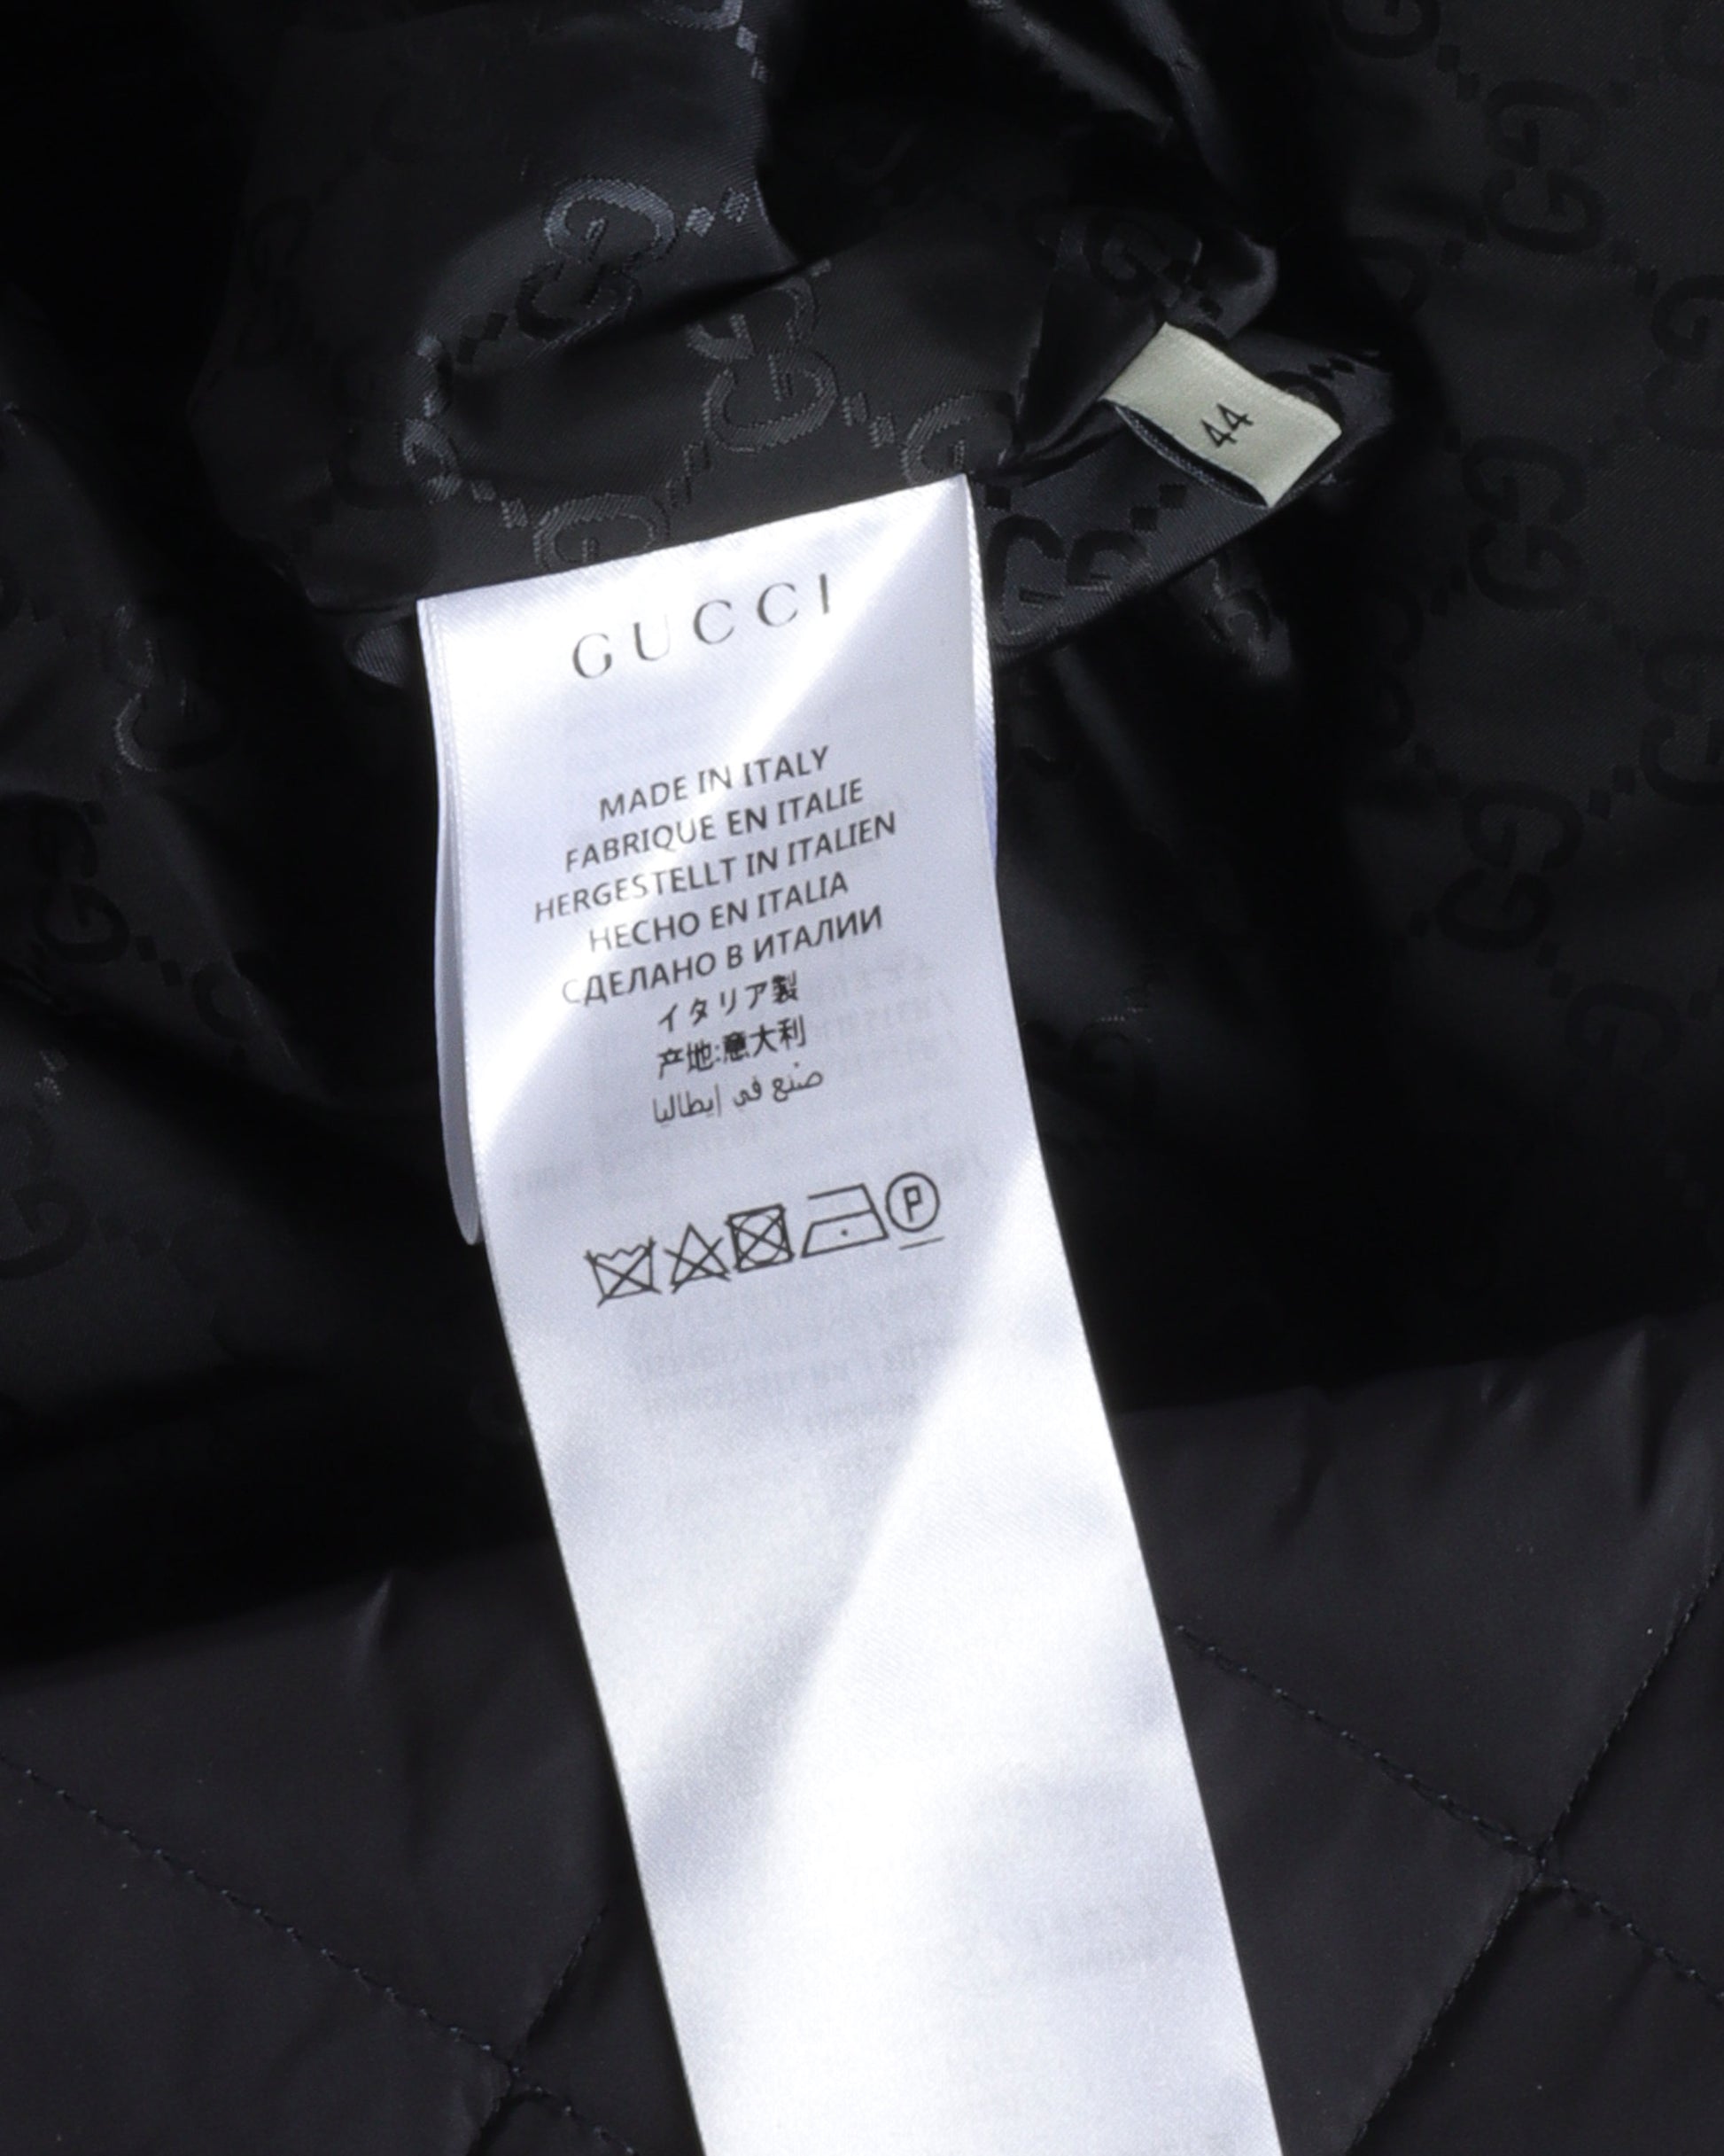 44
GUCCI
MADE IN ITALY
FABRIQUE EN ITALIE
HERGESTELLT IN ITALIEN
HECHO EN ITALIA
СДЕЛАНО В ИТАЛИИ
イタリア製
产地:意大利
صنع في إيطاليا
P